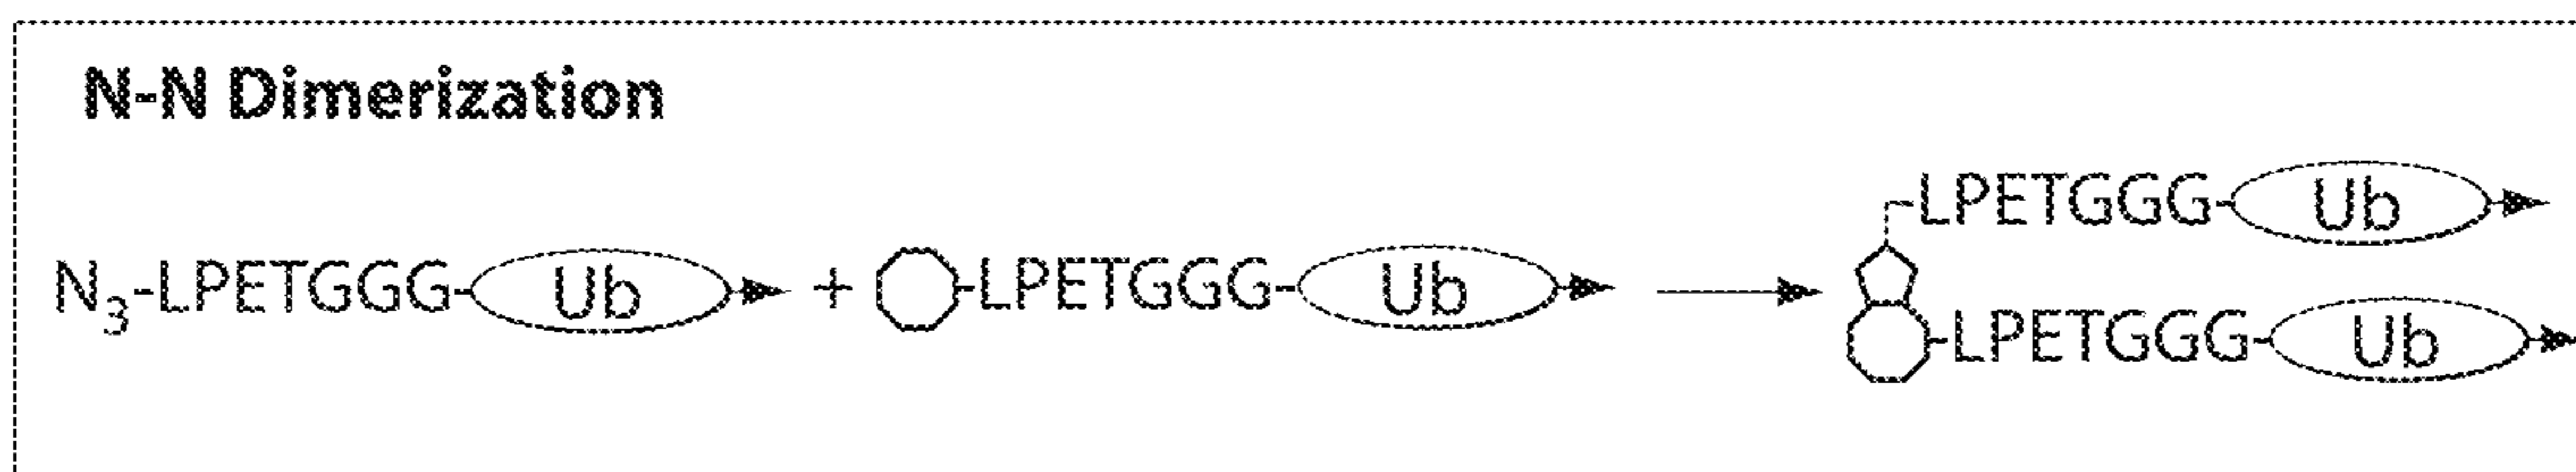 N-N Dimerization
LPETGGG-Ub
N₃-LPETGGG-Ub + -LPETGGG-Ub
-LPETGGG-Ub